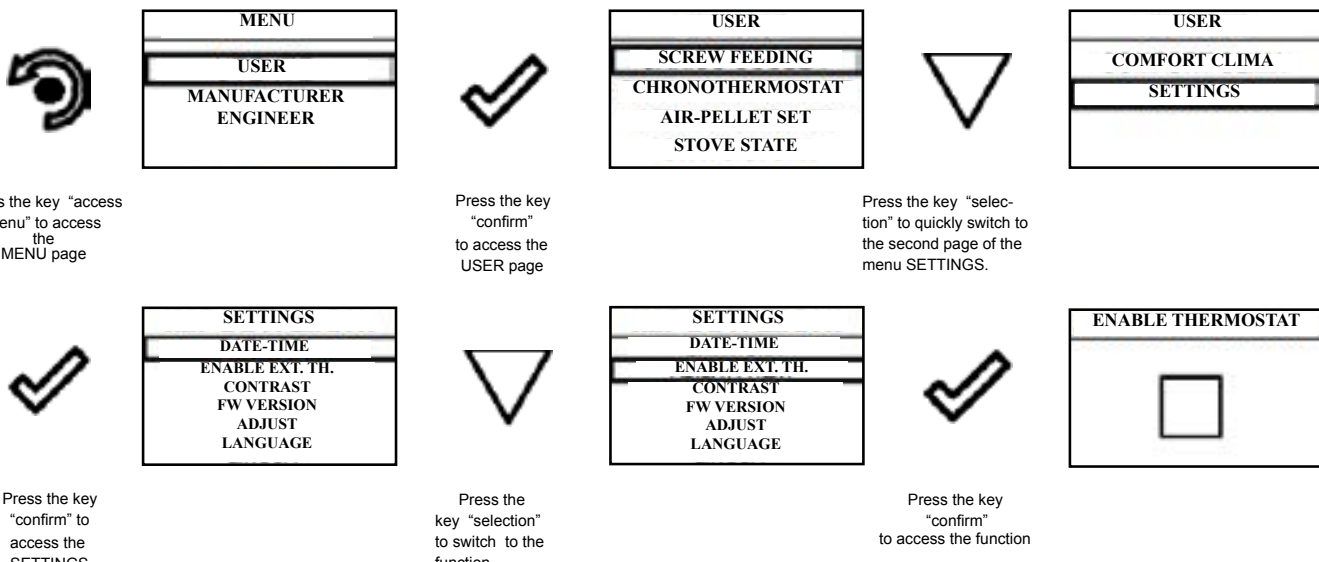 MENU
USER
MANUFACTURER
ENGINEER
USER
SCREW FEEDING
CHRONOTHERMOSTAT
AIR-PELLET SET
STOVE STATE
USER
COMFORT CLIMA
SETTINGS
s the key "access
enu" to access
the
MENU page
Press the key
"confirm"
to access the
USER page
Press the key "selec-
tion" to quickly switch to
the second page of the
menu SETTINGS.
SETTINGS
DATE-TIME
ENABLE EXT. TH.
CONTRAST
FW VERSION
ADJUST
LANGUAGE
SETTINGS
DATE-TIME
ENABLE EXT. TH.
CONTRAST
FW VERSION
ADJUST
LANGUAGE
ENABLE THERMOSTAT
Press the key
"confirm" to
access the
SETTINGS
Press the
key "selection"
to switch to the
function
Press the key
"confirm"
to access the function